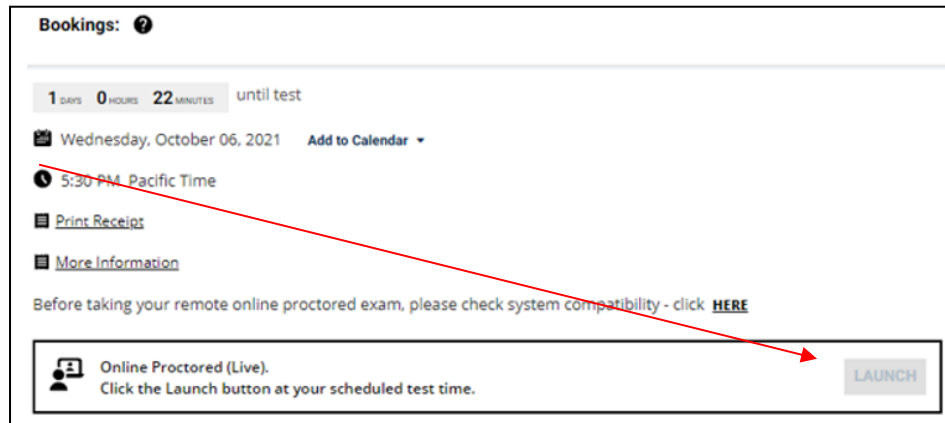 Bookings: ?
1 DAYS 0 HOURS 22 MINUTES until test
Wednesday, October 06, 2021 Add to Calendar
5:30 PM Pacific Time
Print Receipt
More Information
Before taking your remote online proctored exam, please check system compatibility - click HERE
Online Proctored (Live).
Click the Launch button at your scheduled test time.
LAUNCH